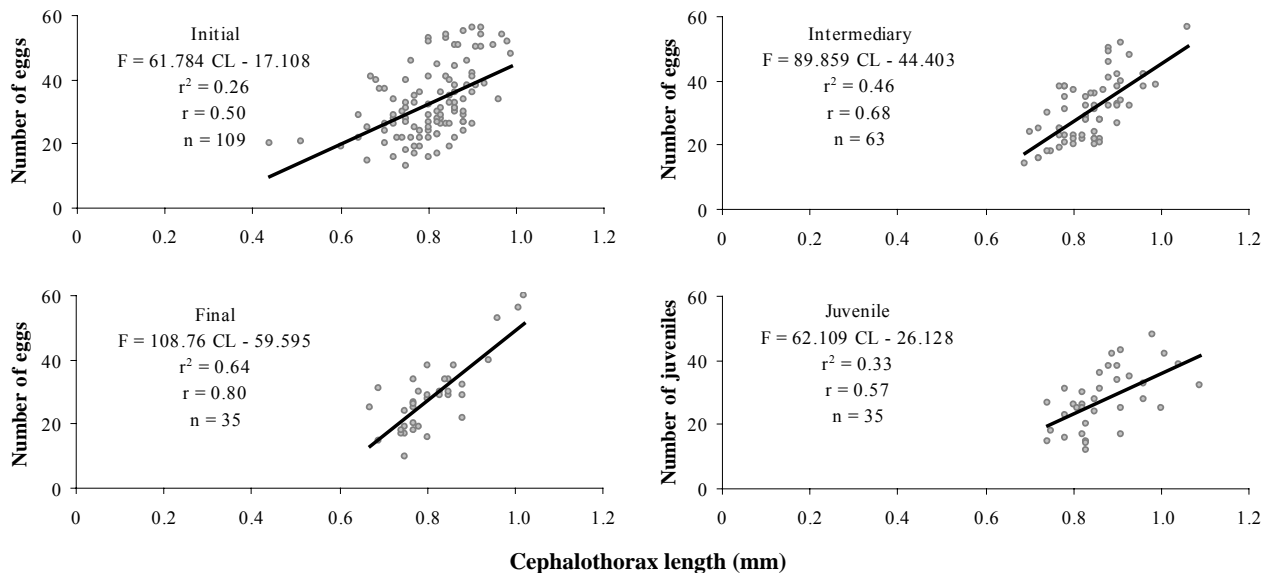 Initial
F = 61.784 CL - 17.108
r² = 0.26
r = 0.50
n = 109
Number of eggs
60
40
20
0
0 0.2 0.4 0.6 0.8 1.0 1.2
Intermediary
F = 89.859 CL - 44.403
r² = 0.46
r = 0.68
n = 63
Number of eggs
60
40
20
0
0 0.2 0.4 0.6 0.8 1.0 1.2
Final
F = 108.76 CL - 59.595
r² = 0.64
r = 0.80
n = 35
Number of eggs
60
40
20
0
0 0.2 0.4 0.6 0.8 1.0 1.2
Juvenile
F = 62.109 CL - 26.128
r² = 0.33
r = 0.57
n = 35
Number of juveniles
60
40
20
0
0 0.2 0.4 0.6 0.8 1.0 1.2
Cephalothorax length (mm)